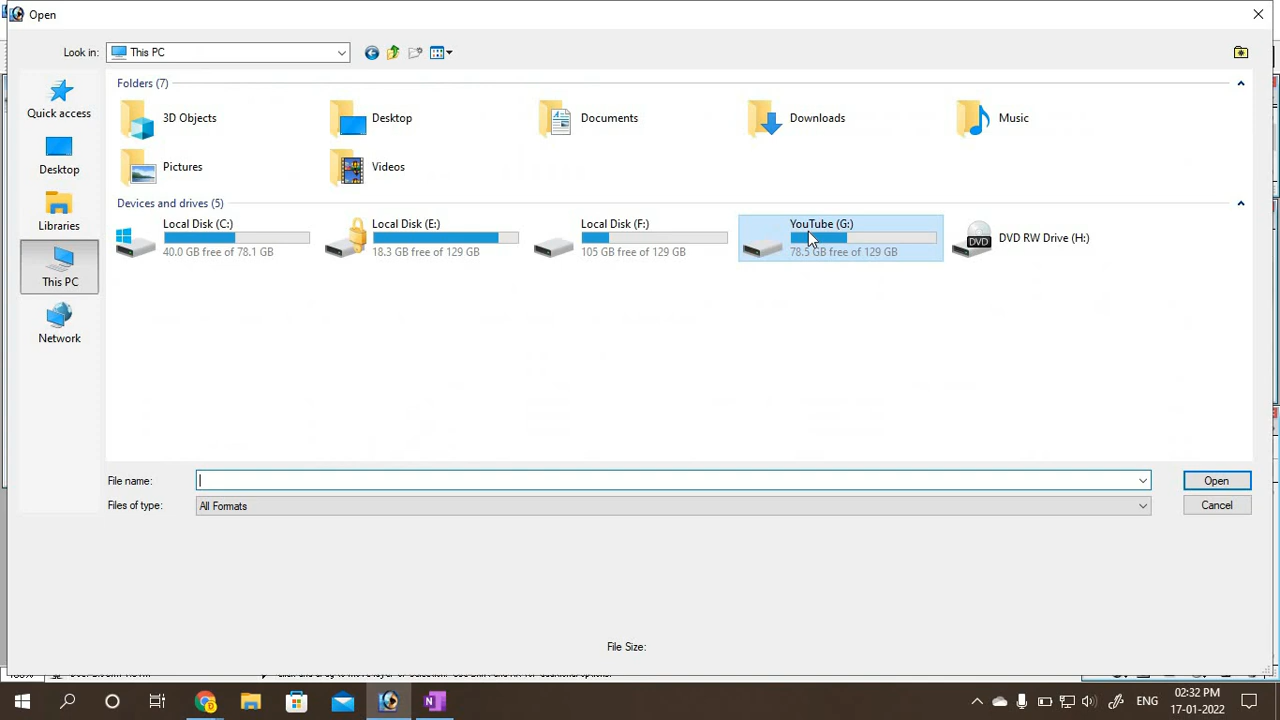 Open
Look in: This PC
Quick access
Desktop
Libraries
This PC
Network
Folders (7)
3D Objects
Desktop
Documents
Downloads
Music
Pictures
Videos
Devices and drives (5)
Local Disk (C:)
40.0 GB free of 78.1 GB
Local Disk (E:)
18.3 GB free of 129 GB
Local Disk (F:)
105 GB free of 129 GB
YouTube (G:)
78.5 GB free of 129 GB
DVD
DVD RW Drive (H:)
File name:
Open
Files of type: All Formats
Cancel
File Size:
ENG
02:32 PM
17-01-2022